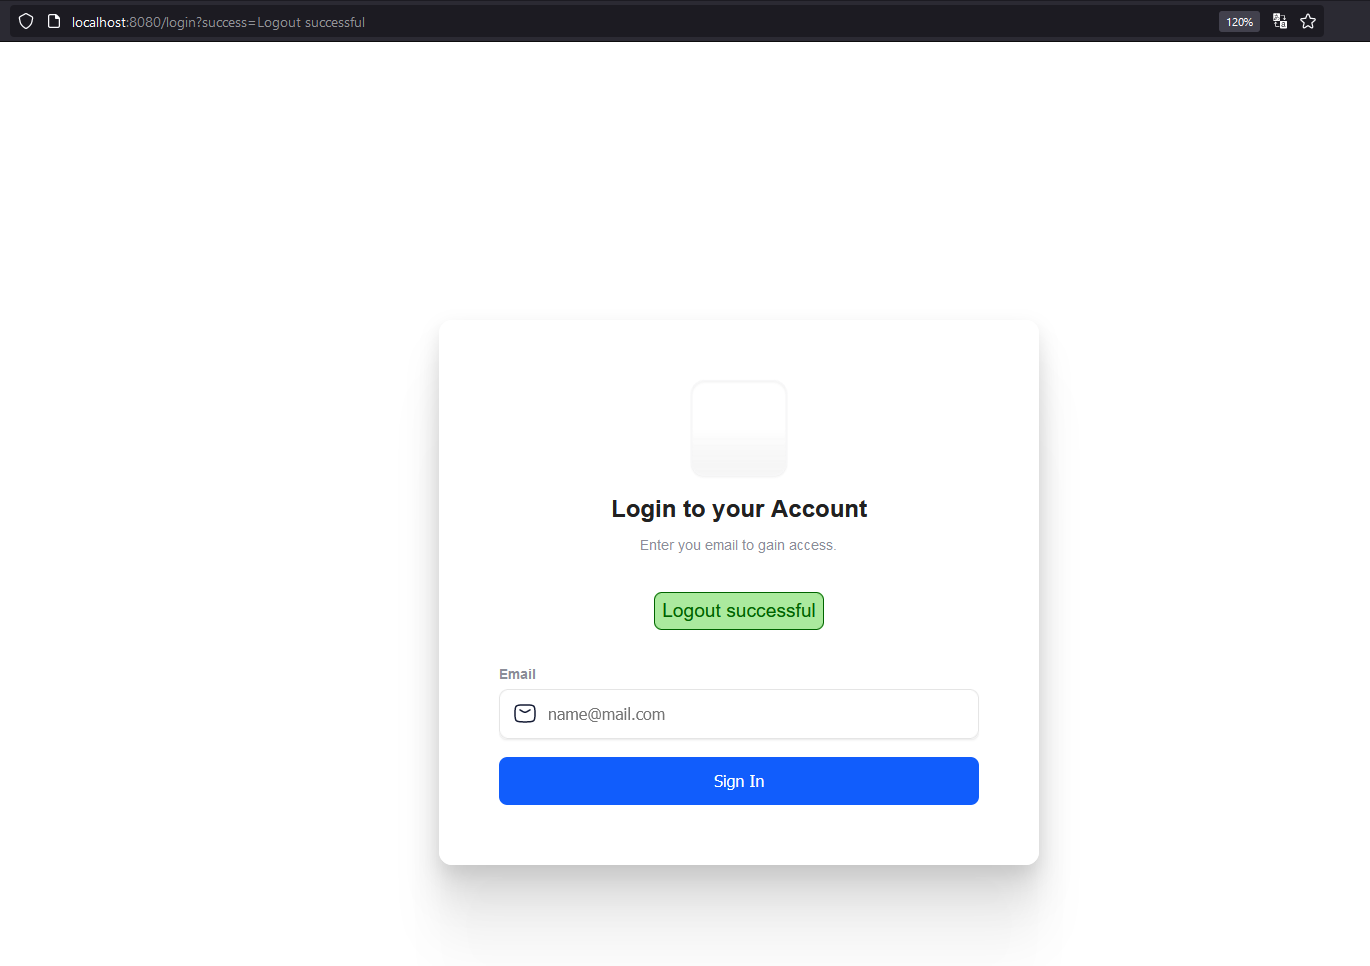 localhost:8080/login?success=Logout successful
120%
Login to your Account
Enter you email to gain access.
Logout successful
Email
name@mail.com
Sign In